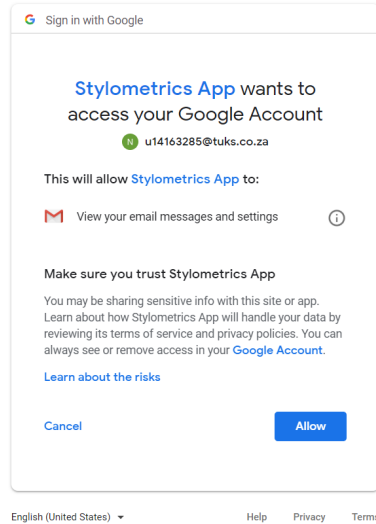 Sign in with Google
Stylometrics App wants to
access your Google Account
N u14163285@tuks.co.za
This will allow Stylometrics App to:
View your email messages and settings
Make sure you trust Stylometrics App
You may be sharing sensitive info with this site or app.
Learn about how Stylometrics App will handle your data by
reviewing its terms of service and privacy policies. You can
always see or remove access in your Google Account.
Learn about the risks
Cancel Allow
English (United States) Help Privacy Terms